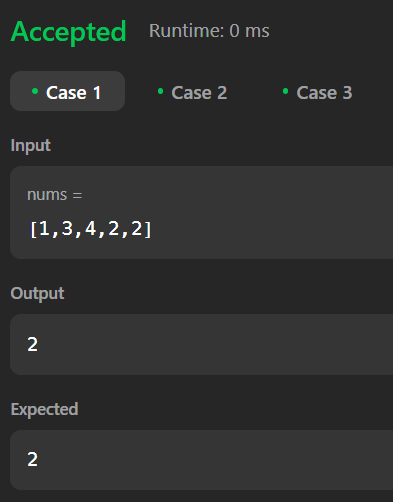 Accepted Runtime: 0 ms
Case 1 Case 2 Case 3
Input
nums =
[1,3,4,2,2]
Output
2
Expected
2